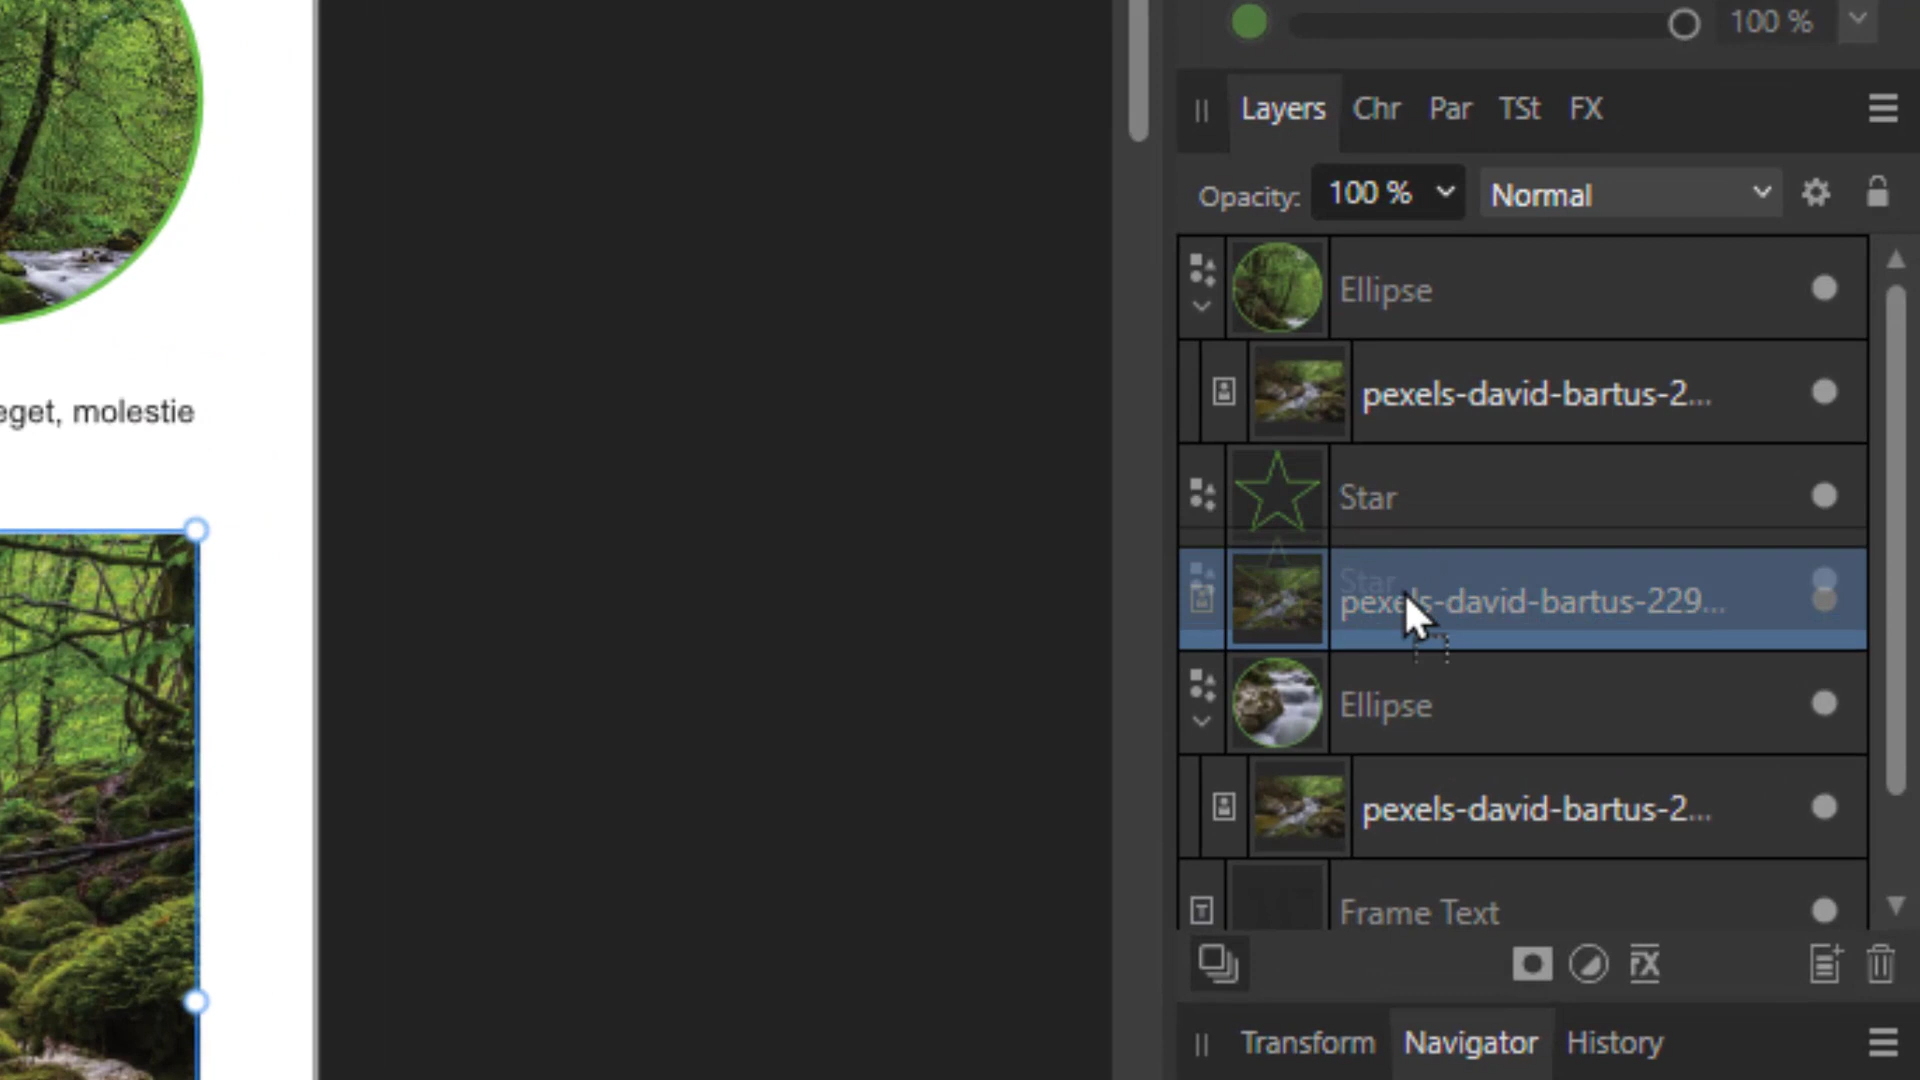 100 %
Layers Chr Par TSt FX
Opacity: 100 % Normal
Ellipse
pexels-david-bartus-2...
eget, molestie
Star
Star
pexels-david-bartus-229...
Ellipse
pexels-david-bartus-2...
Frame Text
Transform Navigator History